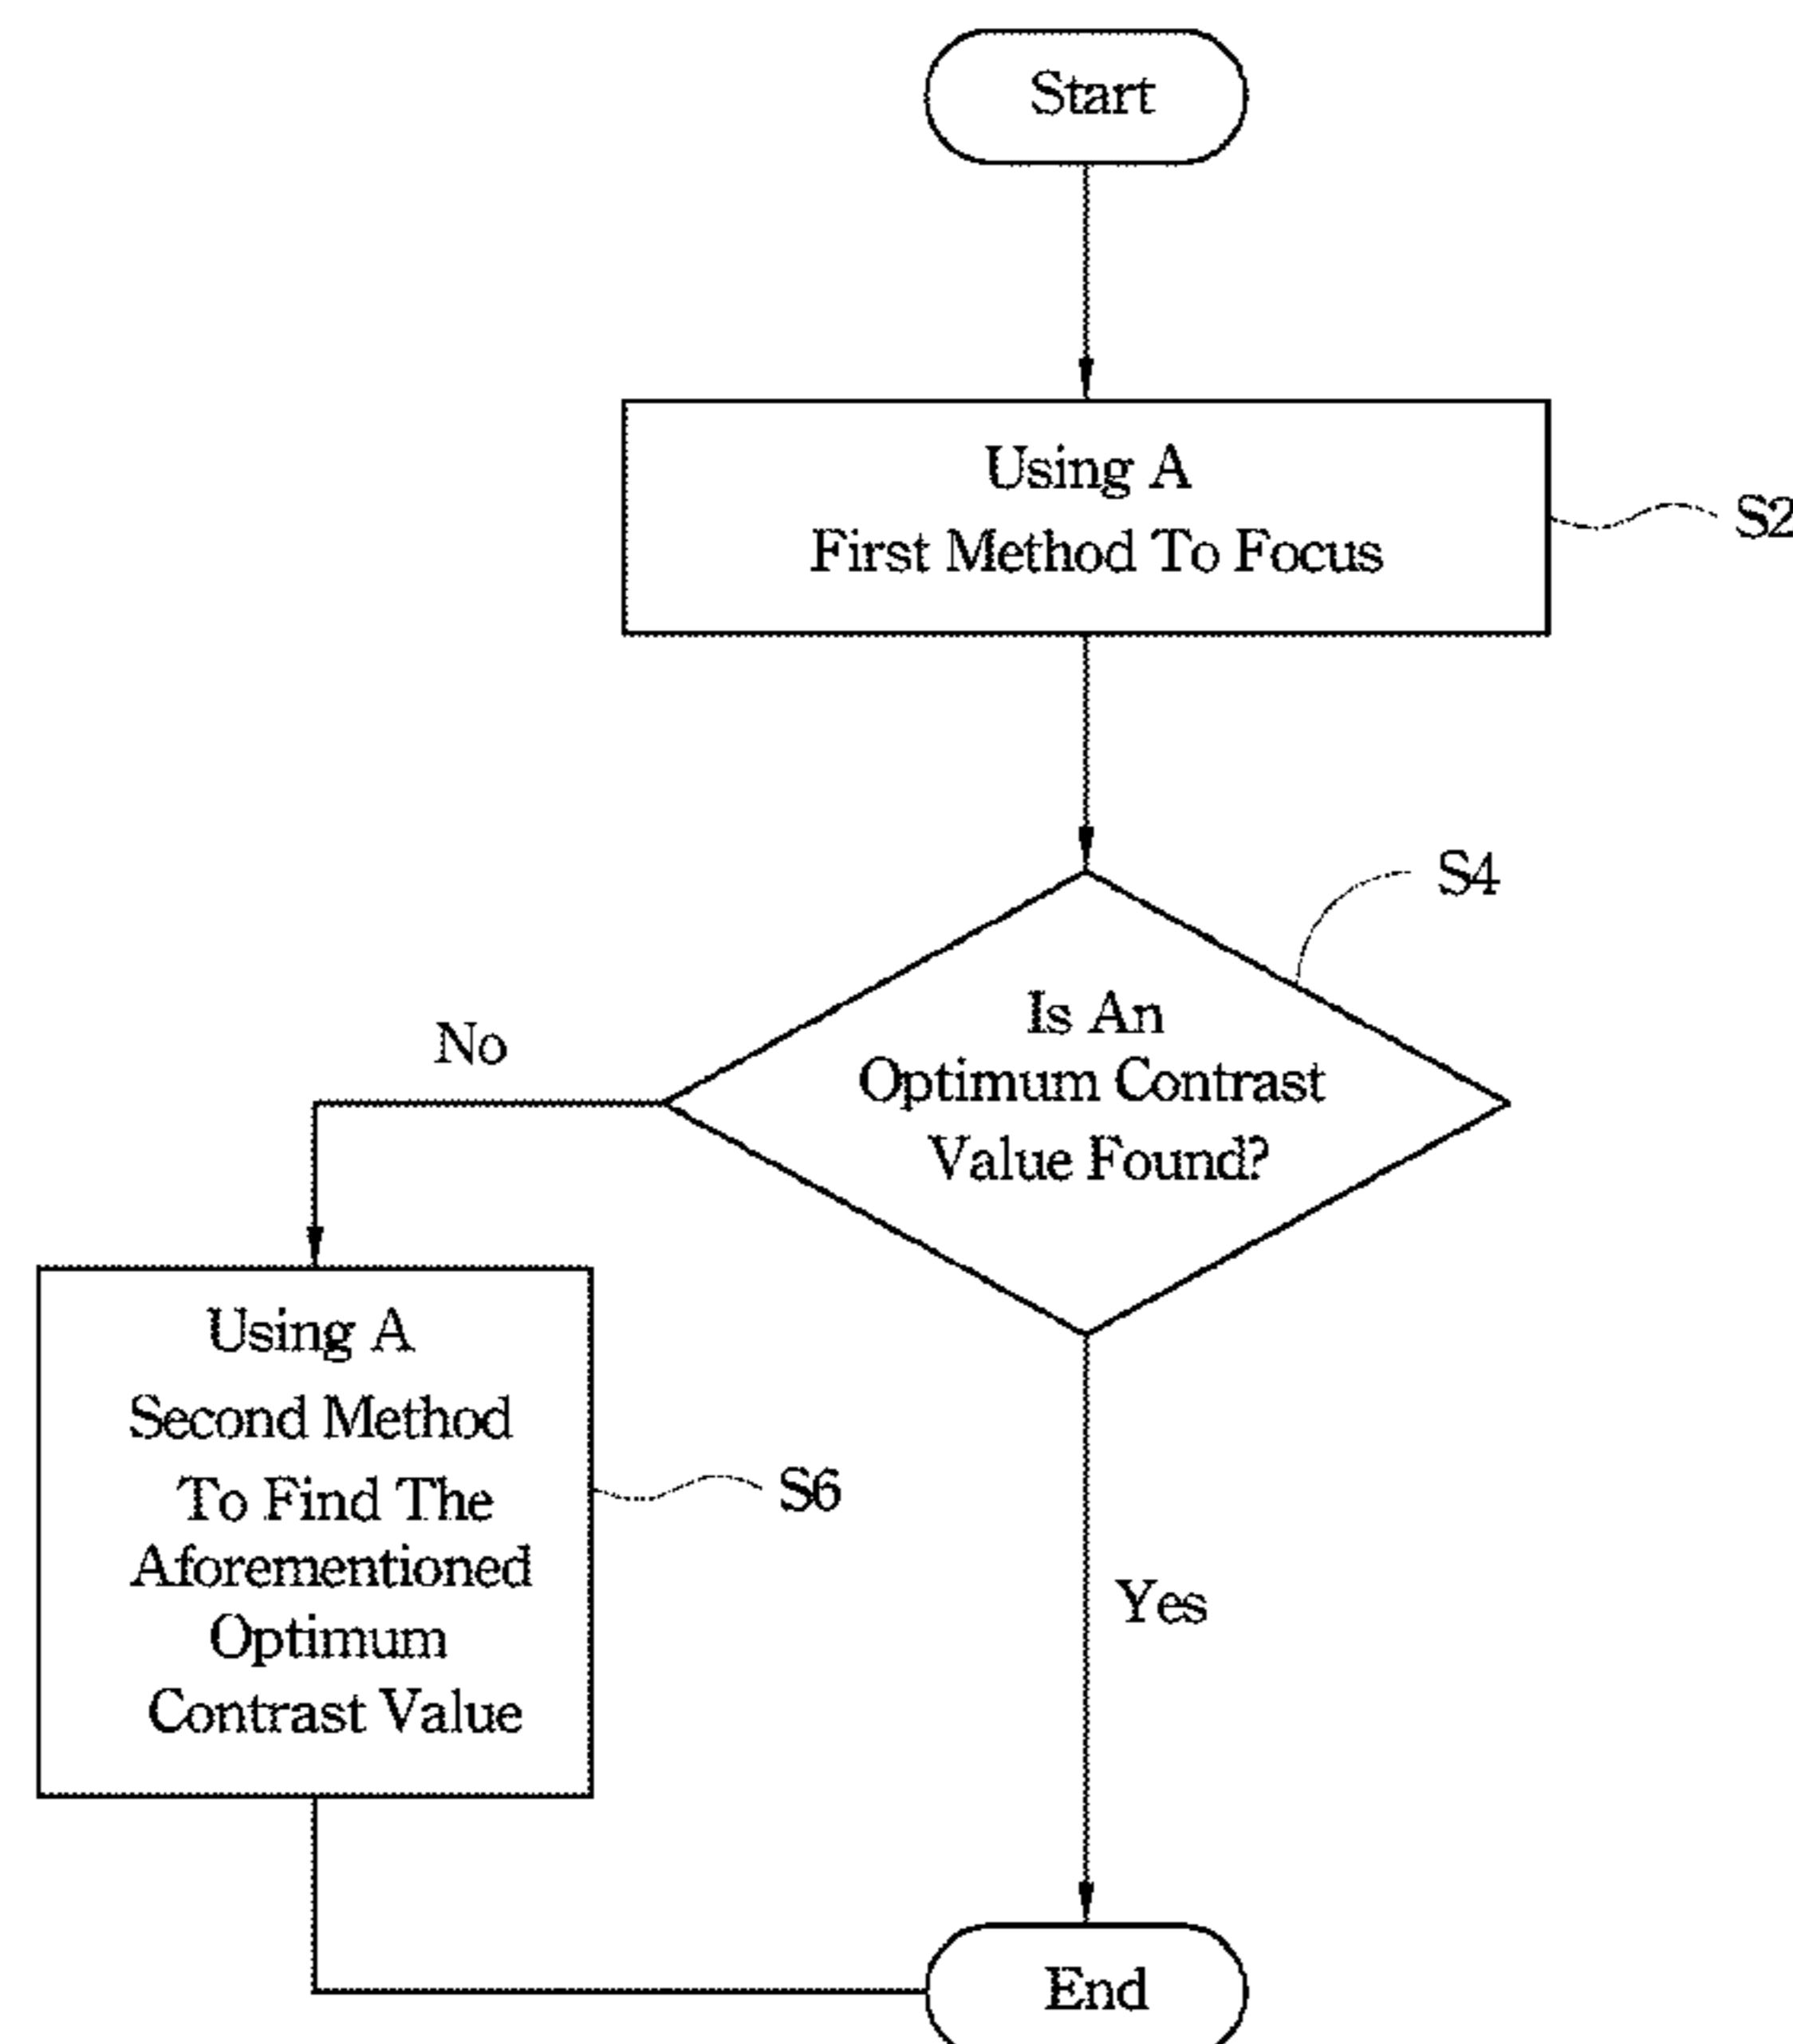 Start
Using A
First Method To Focus
S2
S4
Is An
Optimum Contrast
Value Found?
No
Using A
Second Method
To Find The
Aforementioned
Optimum
Contrast Value
S6
Yes
End